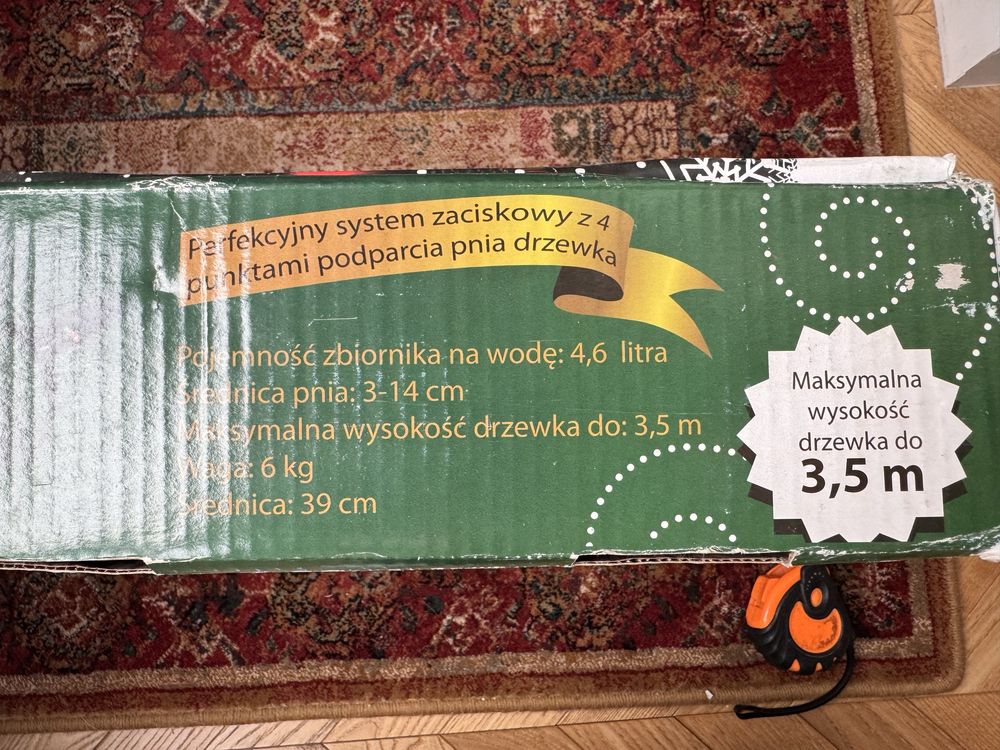 Perfekcyjny system zaciskowy z 4
punktami podparcia pnia drzewka
Pojemność zbiornika na wodę: 4,6 litra
Średnica pnia: 3-14 cm
Maksymalna wysokość drzewka do: 3,5 m
Waga: 6 kg
Średnica: 39 cm
Maksymalna
wysokość
drzewka do
3,5 m